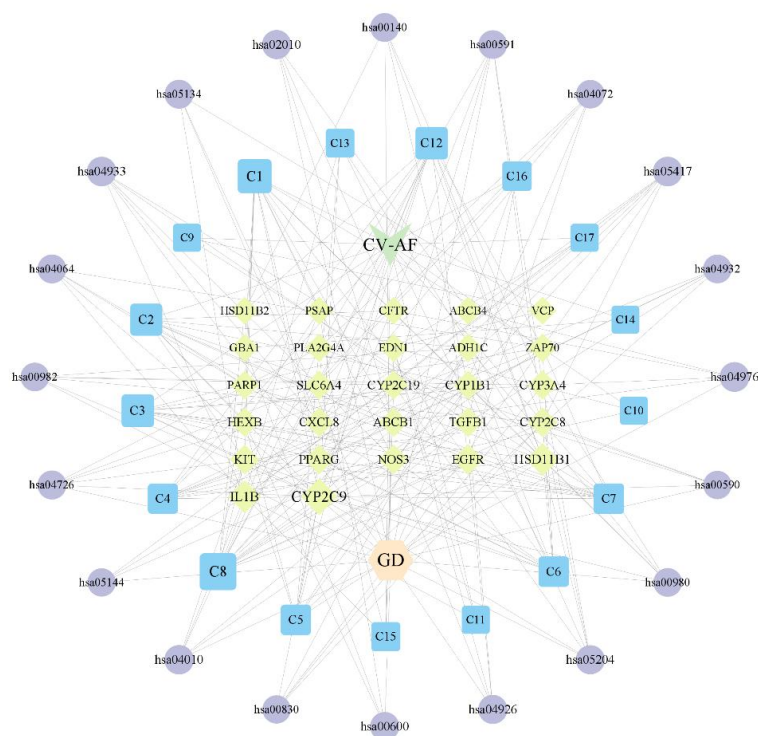 hsa00140
hsa02010
hsa00591
hsa05134
hsa04072
C13
C12
hsa04933
C1
C16
hsa05417
C9
CV-AF
C17
hsa04064
hsa04932
C2
HSD11B2 PSAP CFTR ABCB4 VCP
C14
GBA1 PLA2G4A EDN1 ADH1C ZAP70
hsa00982
PARP1 SLC6A4 CYP2C19 CYP1B1 CYP3A4
hsa04976
C3
HEXB CXCL8 ABCB1 TGFB1 CYP2C8
C10
KIT PPARG NOS3 EGFR HSD11B1
hsa04726
C4
IL1B CYP2C9
C7
hsa00590
GD
hsa05144
C8
C6
hsa00980
C5
C15
C11
hsa04010
hsa05204
hsa00830
hsa00600
hsa04926